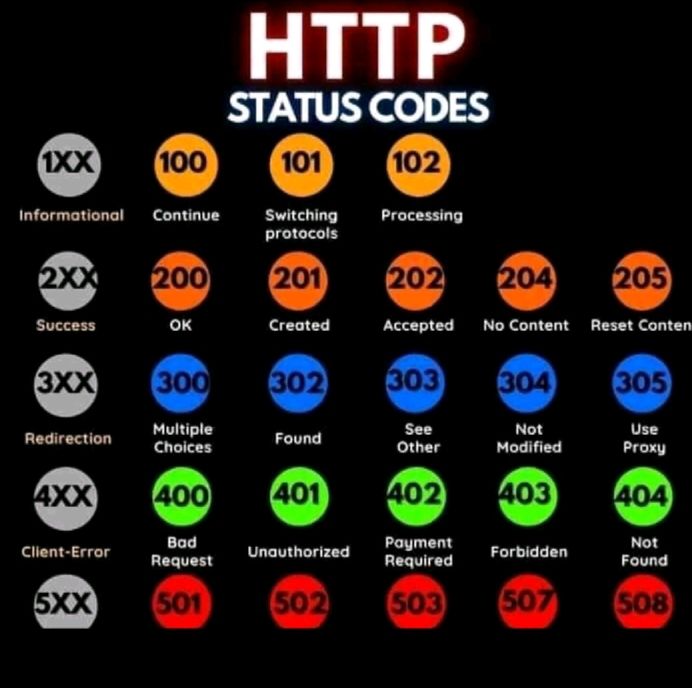 HTTP
STATUS CODES
1XX 100 101 102
Informational Continue Switching protocols Processing
2XX 200 201 202 204 205
Success OK Created Accepted No Content Reset Conten
3XX 300 302 303 304 305
Redirection Multiple Choices Found See Other Not Modified Use Proxy
4XX 400 401 402 403 404
Client-Error Bad Request Unauthorized Payment Required Forbidden Not Found
5XX 501 502 503 507 508